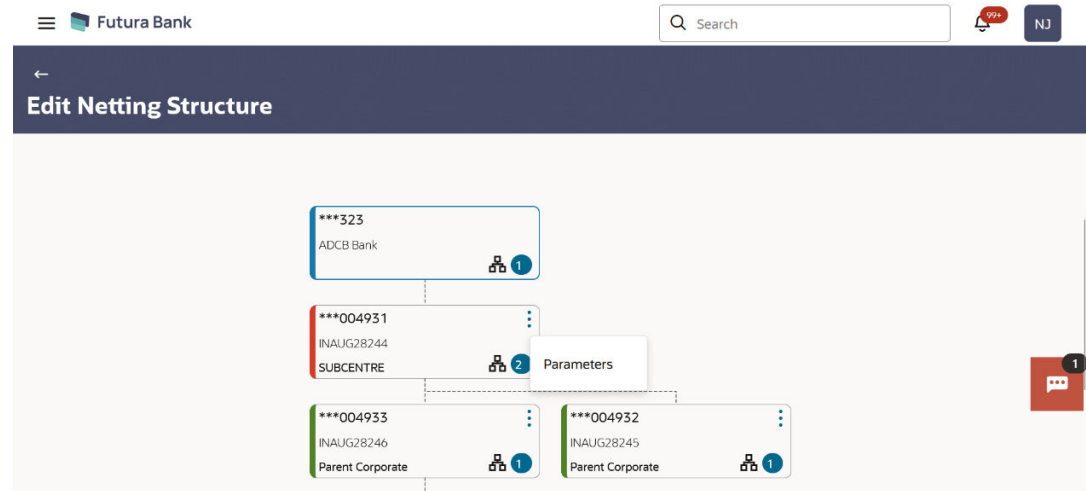 Futura Bank
Search
99+
NJ
Edit Netting Structure
***323
ADCB Bank
1
***004931
INAUG28244
SUBCENTRE
2
Parameters
1
***004933
INAUG28246
Parent Corporate
1
***004932
INAUG28245
Parent Corporate
1